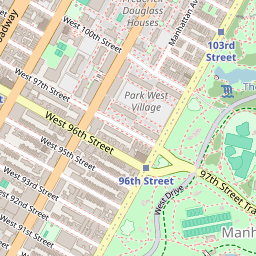 Frederick
Douglass
Houses
Broadway
West 100th Street
Manhattan Av
103rd
Street
West 97th Street
Park West
Village
The
West 96th Street
West 95th Street
96th Street
West Drive
97th Street Tra
West 93rd Street
West 92nd Street
West 91st Street
Manh